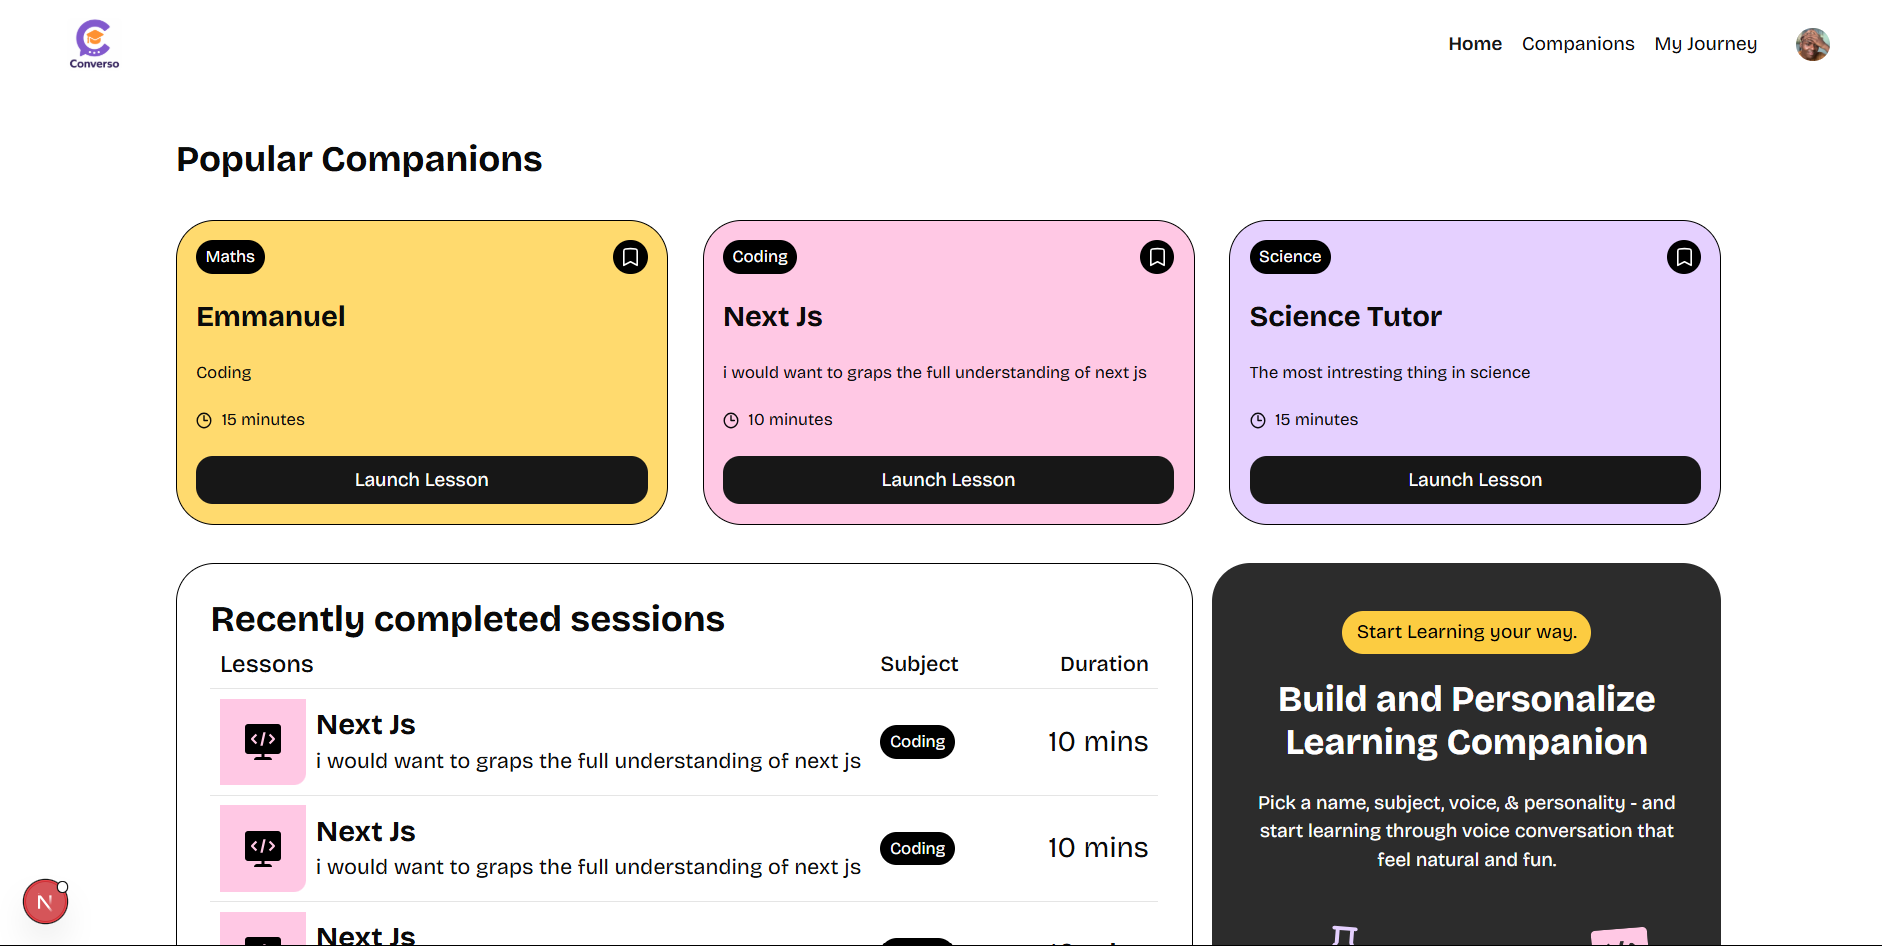 Converso
Home
Companions
My Journey
Popular Companions
Maths
Emmanuel
Coding
15 minutes
Launch Lesson
Coding
Next Js
i would want to graps the full understanding of next js
10 minutes
Launch Lesson
Science
Science Tutor
The most intresting thing in science
15 minutes
Launch Lesson
Recently completed sessions
Lessons
Subject
Duration
Next Js
i would want to graps the full understanding of next js
Coding
10 mins
Next Js
i would want to graps the full understanding of next js
Coding
10 mins
Next Js
Start Learning your way.
Build and Personalize
Learning Companion
Pick a name, subject, voice, & personality - and
start learning through voice conversation that
feel natural and fun.
N